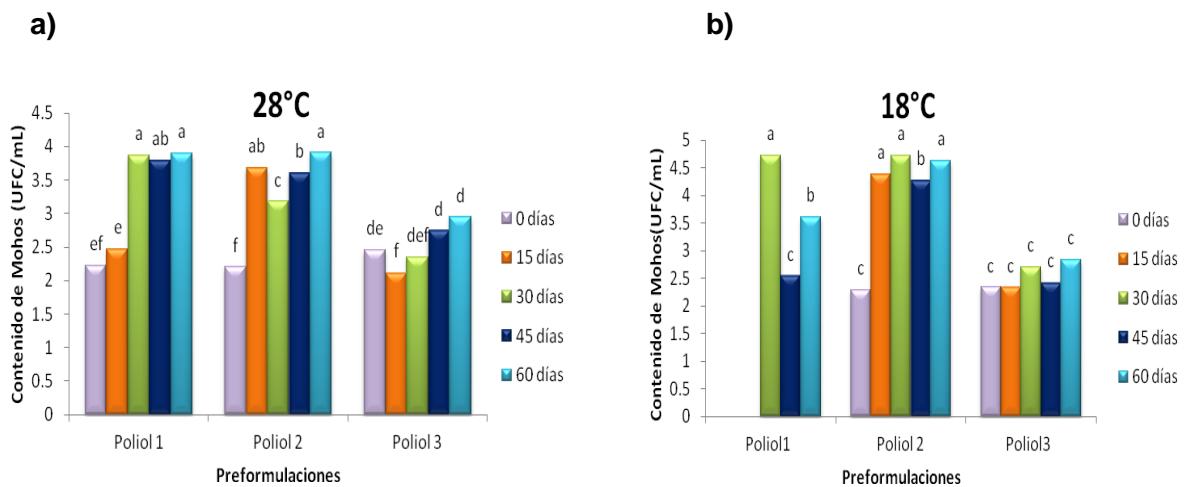 a)
28°C
Contenido de Mohos (UFC/mL)
4.5
4
3.5
3
2.5
2
1.5
1
0.5
0
ef
e
a
ab
a
f
ab
c
b
a
de
f
def
d
d
Poliol 1
Poliol 2
Poliol 3
Preformulaciones
0 días
15 días
30 días
45 días
60 días
b)
18°C
Contenido de Mohos(UFC/mL)
5
4.5
4
3.5
3
2.5
2
1.5
1
0.5
0
a
c
b
c
a
a
b
a
c
c
c
c
c
Poliol1
Poliol 2
Poliol3
Preformulaciones
0 días
15 días
30 días
45 días
60 días